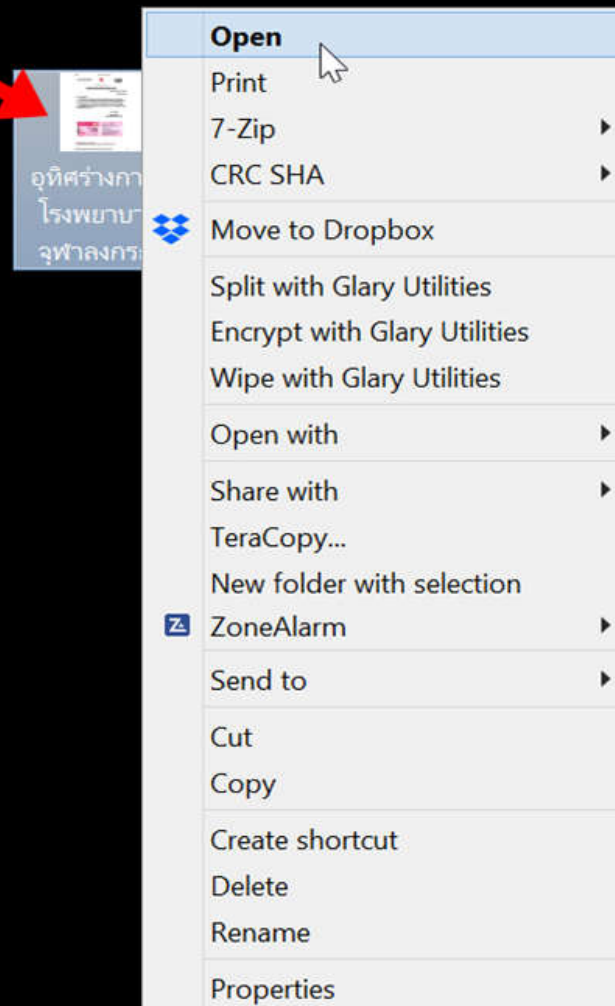 Open
Print
7-Zip
CRC SHA
อุทิศร่างกา
โรงพยาบา
จุฬาลงกร
Move to Dropbox
Split with Glary Utilities
Encrypt with Glary Utilities
Wipe with Glary Utilities
Open with
Share with
TeraCopy...
New folder with selection
ZoneAlarm
Send to
Cut
Copy
Create shortcut
Delete
Rename
Properties